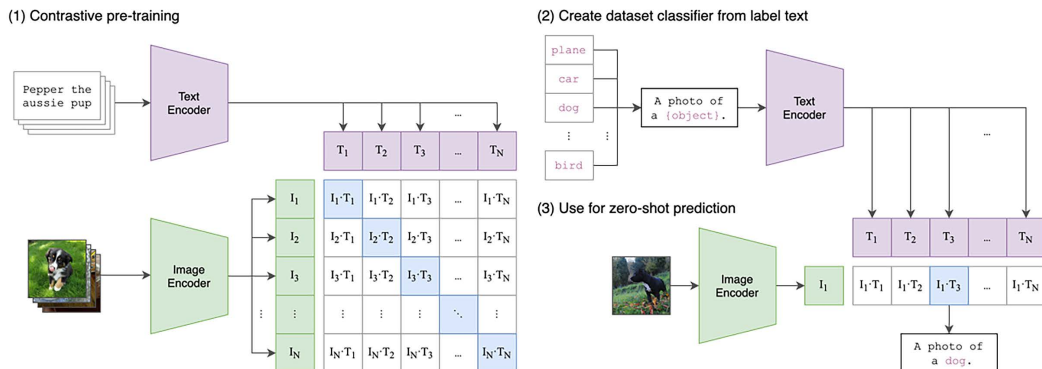 (1) Contrastive pre-training
Pepper the
aussie pup
Text
Encoder
...
T1 T2 T3 ... TN
Image
Encoder
I1 I1·T1 I1·T2 I1·T3 ... I1·TN
I2 I2·T1 I2·T2 I2·T3 ... I2·TN
I3 I3·T1 I3·T2 I3·T3 ... I3·TN
⋮ ⋮ ⋮ ⋮ ⋮ ⋱ ⋮
IN IN·T1 IN·T2 IN·T3 ... IN·TN
(2) Create dataset classifier from label text
plane
car
dog
⋮ ⋮
bird
A photo of
a {object}.
Text
Encoder
...
(3) Use for zero-shot prediction
Image
Encoder
T1 T2 T3 ... TN
I1 I1·T1 I1·T2 I1·T3 ... I1·TN
A photo of
a dog.